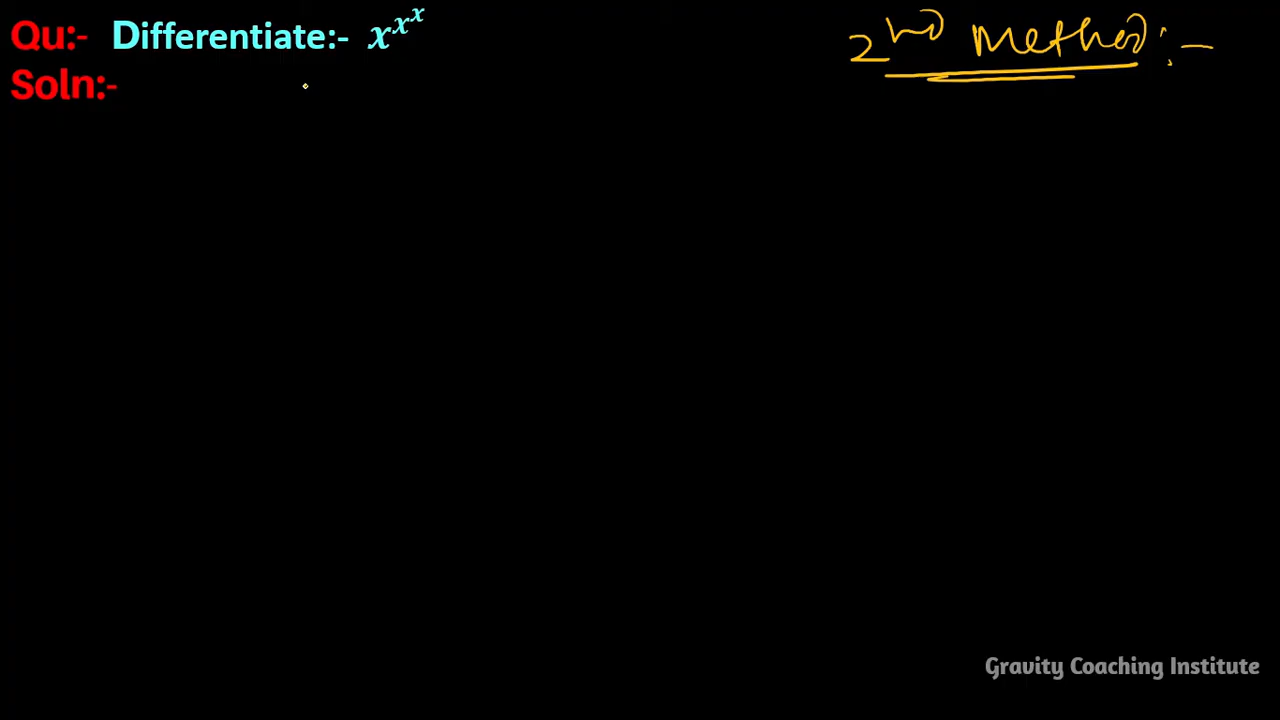 Qu:- Differentiate:- $x^{x^x}$ 2nd Method:-
Soln:-
Gravity Coaching Institute